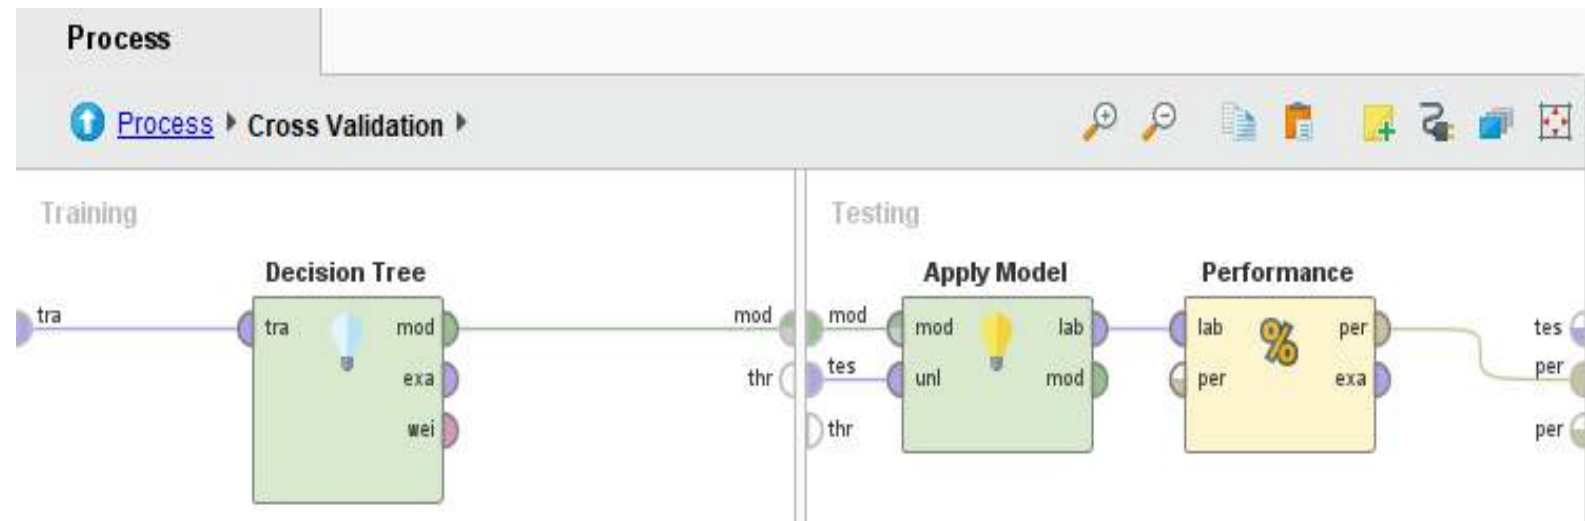 Process
Process Cross Validation
Training
Decision Tree
tra
tra
mod
exa
wei
mod
thr
Testing
Apply Model
Performance
mod
tes
thr
mod
unl
lab
mod
lab
per
per
exa
tes
per
per
%